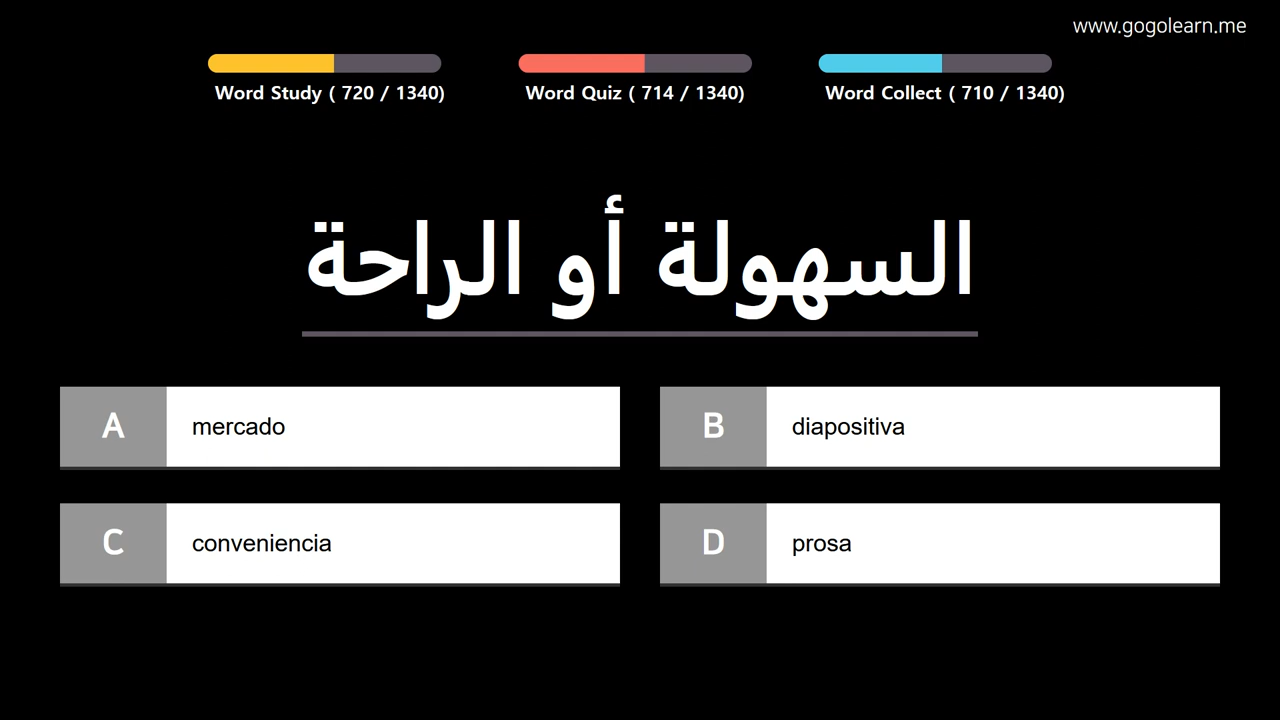 www.gogolearn.me
Word Study ( 720 / 1340)
Word Quiz ( 714 / 1340)
Word Collect ( 710 / 1340)
السهولة أو الراحة
A mercado
B diapositiva
C conveniencia
D prosa